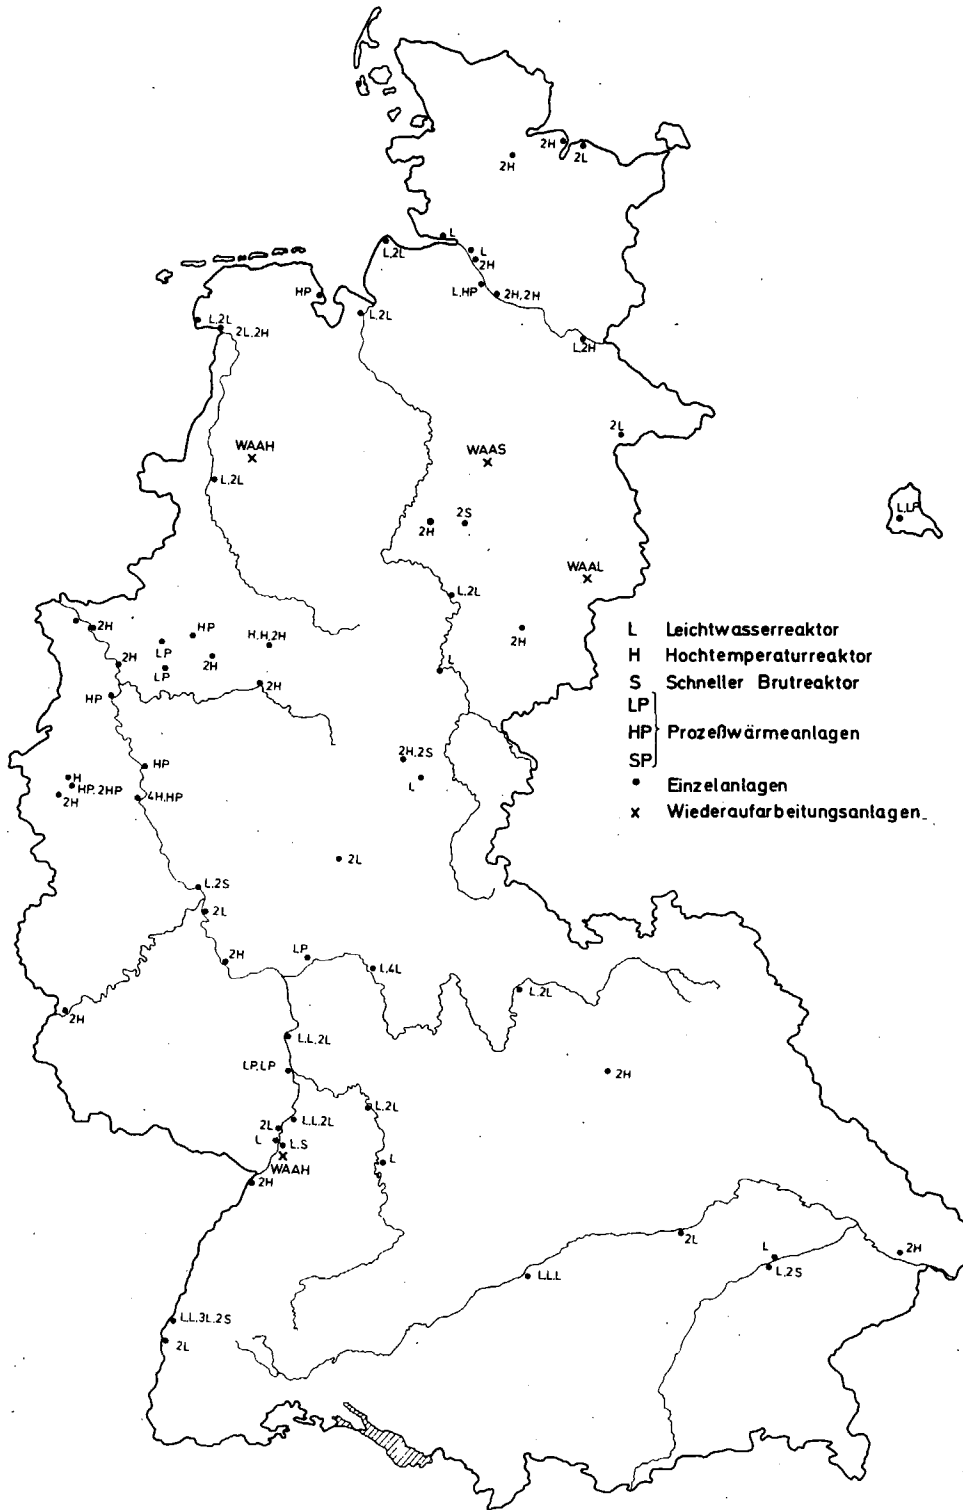 2H
2L
2H
L
L,2L
L
2H
L,HP
2H,2H
HP
L,2L
L,2L
2L,2H
L,2H
2L
WAAH
WAAS
L,2L
L,LP
2S
2H
WAAL
L,2L
2H
2H
HP
H,H,2H
LP
2H
2H
LP
L
2H
HP
L Leichtwasserreaktor
H Hochtemperaturreaktor
S Schneller Brutreaktor
LP
HP Prozeßwärmeanlagen
SP
• Einzelanlagen
x Wiederaufarbeitungsanlagen
2H,2S
L
HP
H
HP,2HP
2H
4H,HP
2L
L,2S
2L
2H
LP
L,4L
L,2L
2H
L,L,2L
LP,LP
2H
L,2L
2L
L,L,2L
L
L,S
WAAH
L
2H
2L
L
L,2S
2H
L,L,L
L,L,3L,2S
2L